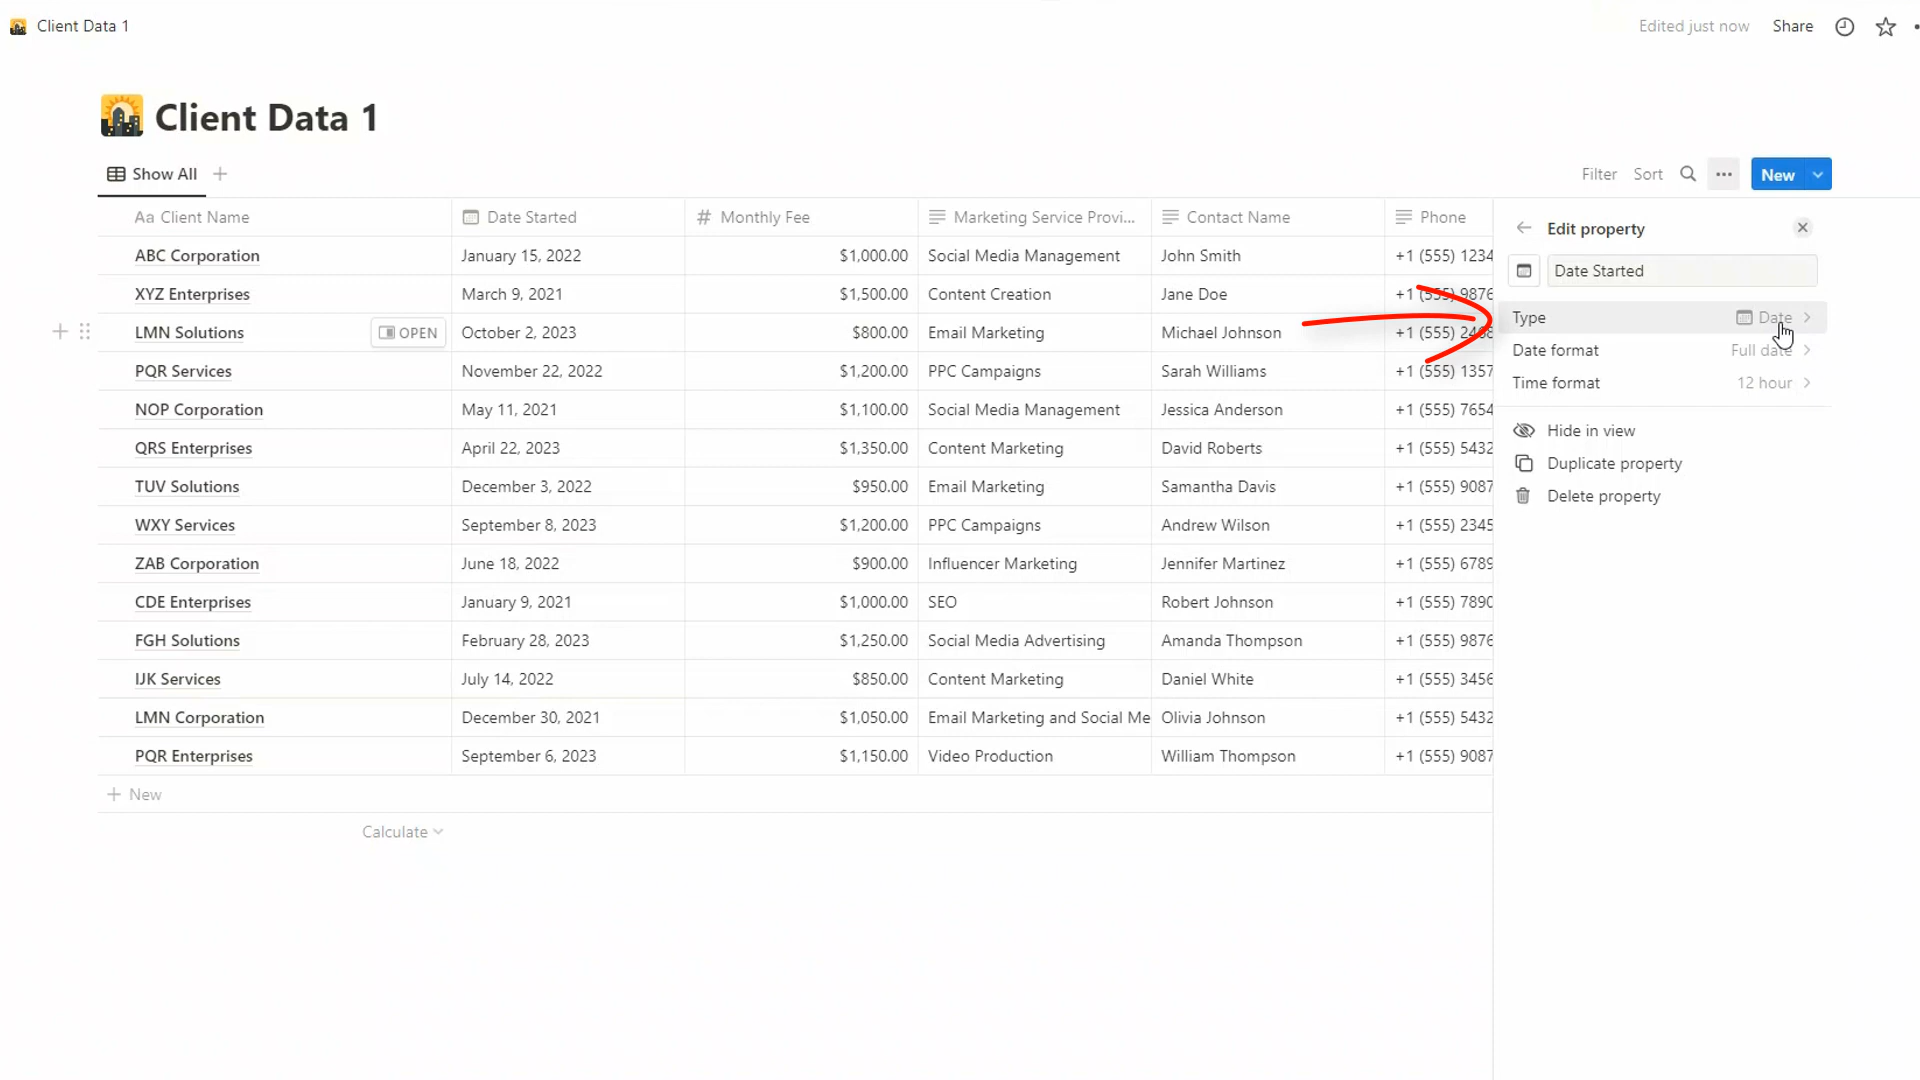 Client Data 1
Edited just now Share
Client Data 1
Show All
Filter Sort New
Aa Client Name Date Started # Monthly Fee Marketing Service Provi... Contact Name Phone
ABC Corporation January 15, 2022 $1,000.00 Social Media Management John Smith +1 (555) 1234
XYZ Enterprises March 9, 2021 $1,500.00 Content Creation Jane Doe +1 (555) 9876
LMN Solutions OPEN October 2, 2023 $800.00 Email Marketing Michael Johnson +1 (555) 2468
PQR Services November 22, 2022 $1,200.00 PPC Campaigns Sarah Williams +1 (555) 1357
NOP Corporation May 11, 2021 $1,100.00 Social Media Management Jessica Anderson +1 (555) 7654
QRS Enterprises April 22, 2023 $1,350.00 Content Marketing David Roberts +1 (555) 5432
TUV Solutions December 3, 2022 $950.00 Email Marketing Samantha Davis +1 (555) 9087
WXY Services September 8, 2023 $1,200.00 PPC Campaigns Andrew Wilson +1 (555) 2345
ZAB Corporation June 18, 2022 $900.00 Influencer Marketing Jennifer Martinez +1 (555) 6789
CDE Enterprises January 9, 2021 $1,000.00 SEO Robert Johnson +1 (555) 7890
FGH Solutions February 28, 2023 $1,250.00 Social Media Advertising Amanda Thompson +1 (555) 9876
IJK Services July 14, 2022 $850.00 Content Marketing Daniel White +1 (555) 3456
LMN Corporation December 30, 2021 $1,050.00 Email Marketing and Social Me Olivia Johnson +1 (555) 5432
PQR Enterprises September 6, 2023 $1,150.00 Video Production William Thompson +1 (555) 9087
New
Calculate
Edit property
Date Started
Type Date
Date format Full date
Time format 12 hour
Hide in view
Duplicate property
Delete property